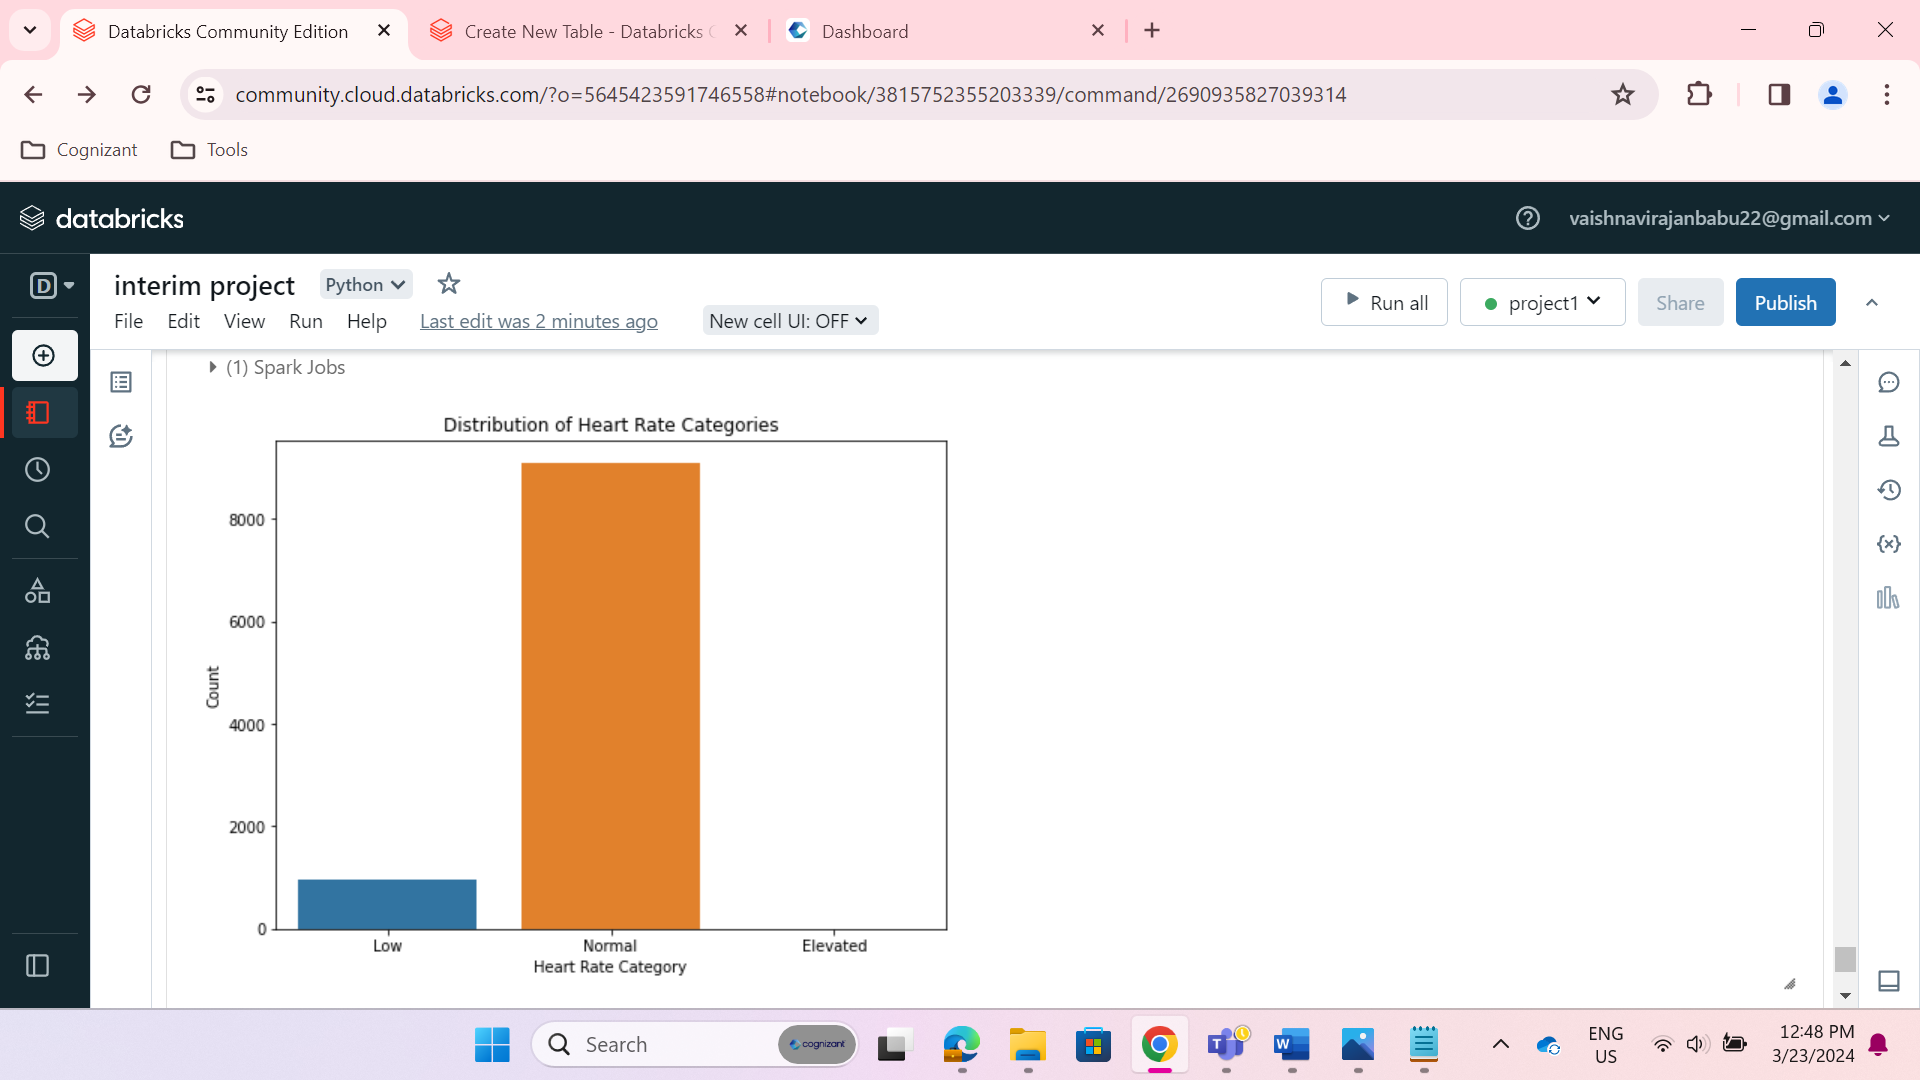 Databricks Community Edition
Create New Table - Databricks
Dashboard
community.cloud.databricks.com/?o=5645423591746558#notebook/3815752355203339/command/2690935827039314
Cognizant
Tools
databricks
vaishnavirajanbabu22@gmail.com
D
interim project
Python
Run all
project1
Share
Publish
File
Edit
View
Run
Help
Last edit was 2 minutes ago
New cell UI: OFF
(1) Spark Jobs
Distribution of Heart Rate Categories
8000
6000
4000
2000
0
Count
Low
Normal
Elevated
Heart Rate Category
Search
cognizant
ENG
US
12:48 PM
3/23/2024